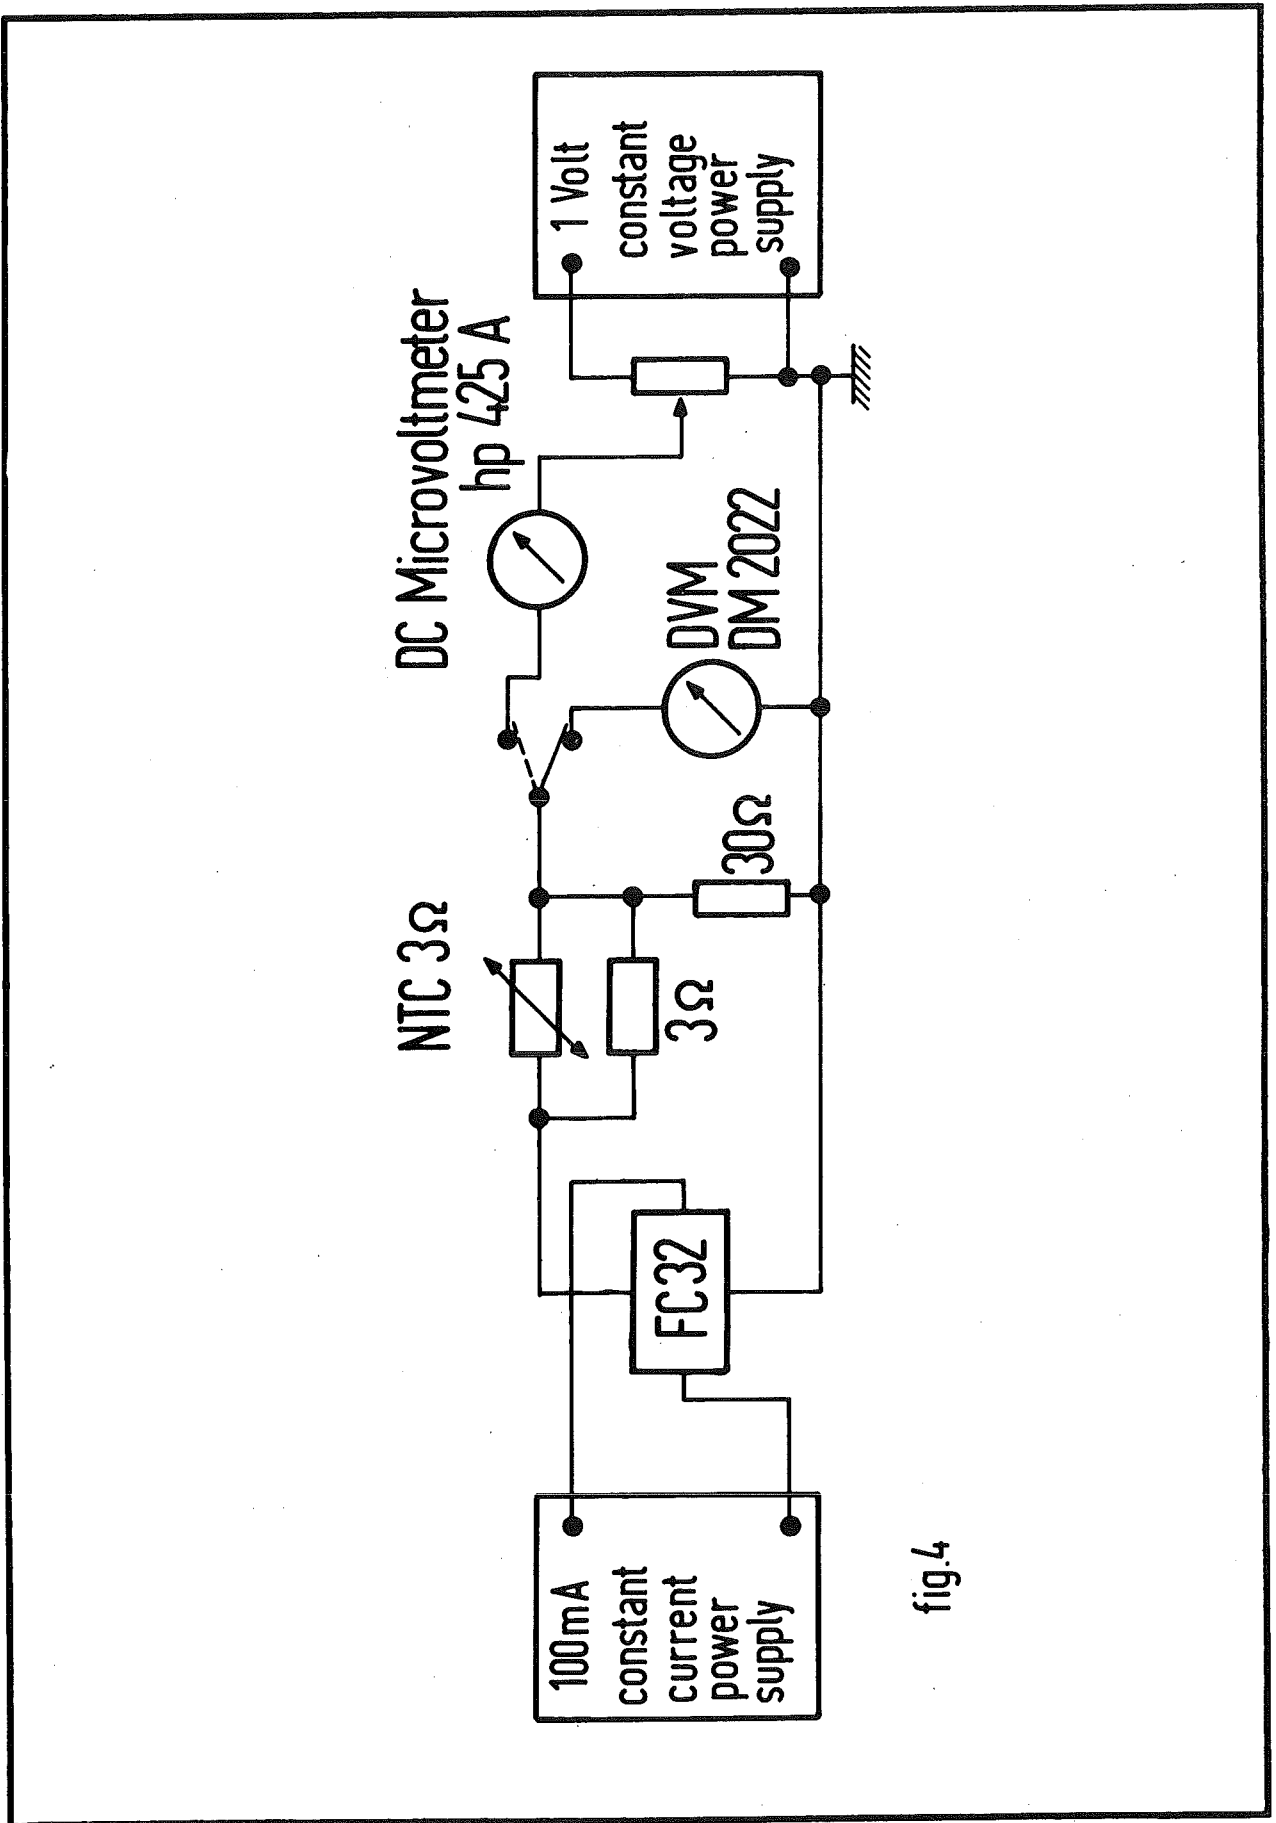 100mA
constant
current
power
supply
FC32
NTC 3Ω
3Ω
30Ω
DC Microvoltmeter
hp 425 A
DVM
DM 2022
1 Volt
constant
voltage
power
supply
fig.4